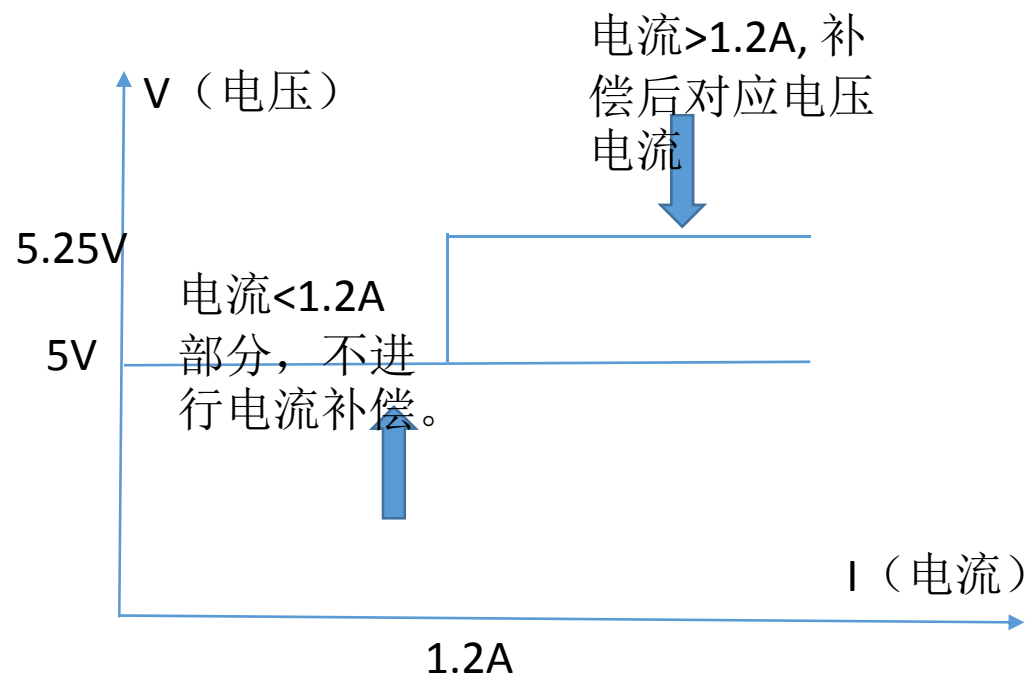 电流>1.2A, 补
偿后对应电压
电流
V（电压）
5.25V
电流<1.2A
部分，不进
行电流补偿。
5V
I（电流）
1.2A